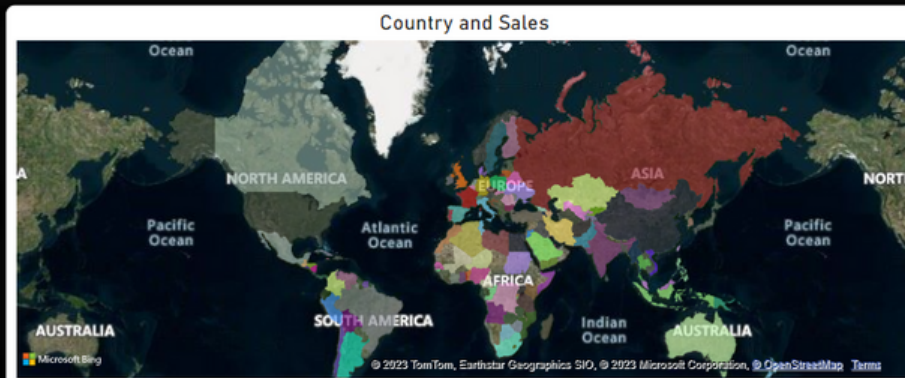 Country and Sales
Ocean
Ocean
A
NORTH AMERICA
EUROPE
ASIA
NORT
Pacific
Ocean
Atlantic
Ocean
Pacific
Ocean
AFRICA
AUSTRALIA
SOUTH AMERICA
Indian
Ocean
AUSTRALIA
Microsoft Bing
© 2023 TomTom, Earthstar Geographics SIO, © 2023 Microsoft Corporation, © OpenStreetMap Terms